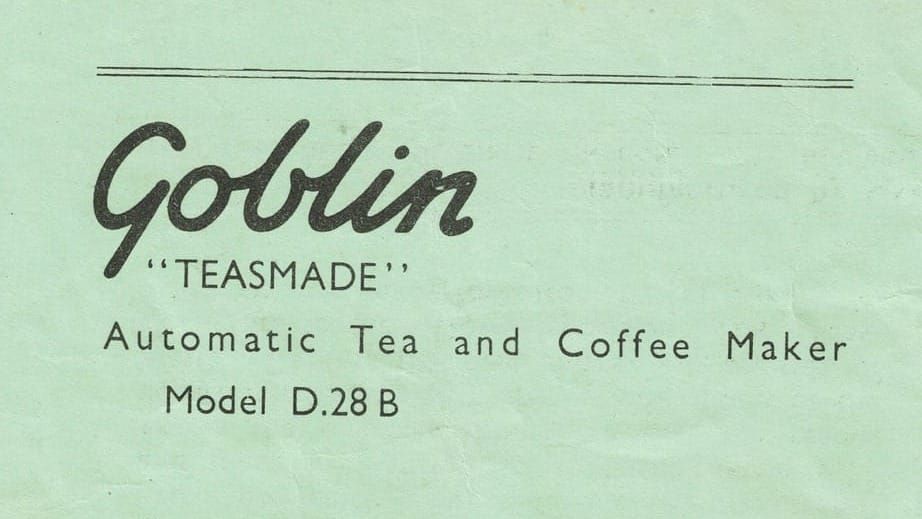 Goblin
"TEASMADE"
Automatic Tea and Coffee Maker
Model D.28 B